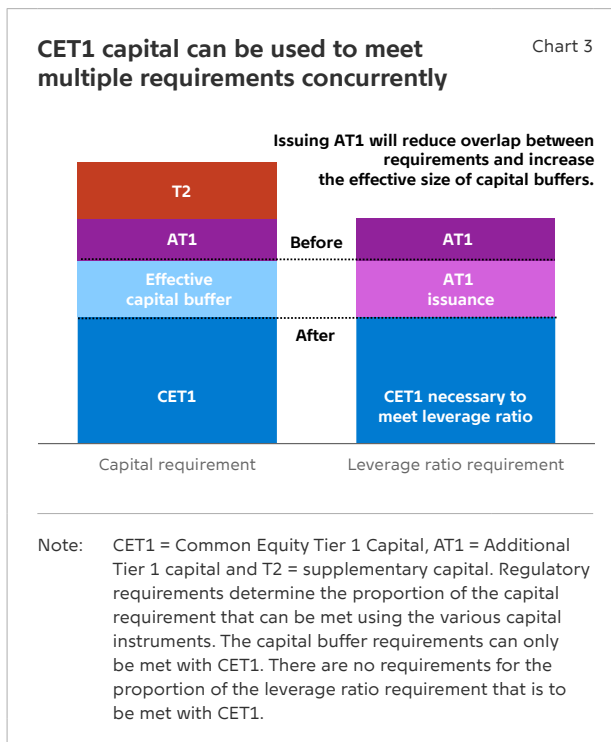 CET1 capital can be used to meet
multiple requirements concurrently
Chart 3
Issuing AT1 will reduce overlap between
requirements and increase
the effective size of capital buffers.
T2
AT1
Before
AT1
Effective
capital buffer
AT1
issuance
After
CET1
CET1 necessary to
meet leverage ratio
Capital requirement
Leverage ratio requirement
Note: CET1 = Common Equity Tier 1 Capital, AT1 = Additional
Tier 1 capital and T2 = supplementary capital. Regulatory
requirements determine the proportion of the capital
requirement that can be met using the various capital
instruments. The capital buffer requirements can only
be met with CET1. There are no requirements for the
proportion of the leverage ratio requirement that is to
be met with CET1.